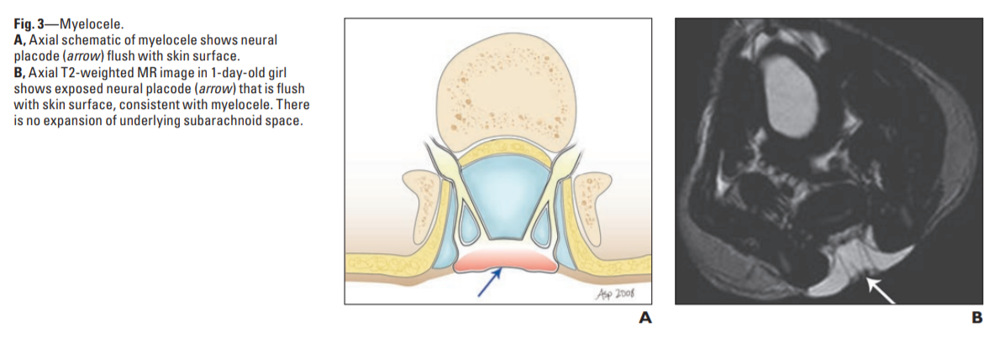 Fig. 3—Myelocele.
A, Axial schematic of myelocele shows neural
placode (arrow) flush with skin surface.
B, Axial T2-weighted MR image in 1-day-old girl
shows exposed neural placode (arrow) that is flush
with skin surface, consistent with myelocele. There
is no expansion of underlying subarachnoid space.
Asp 2008
A
B